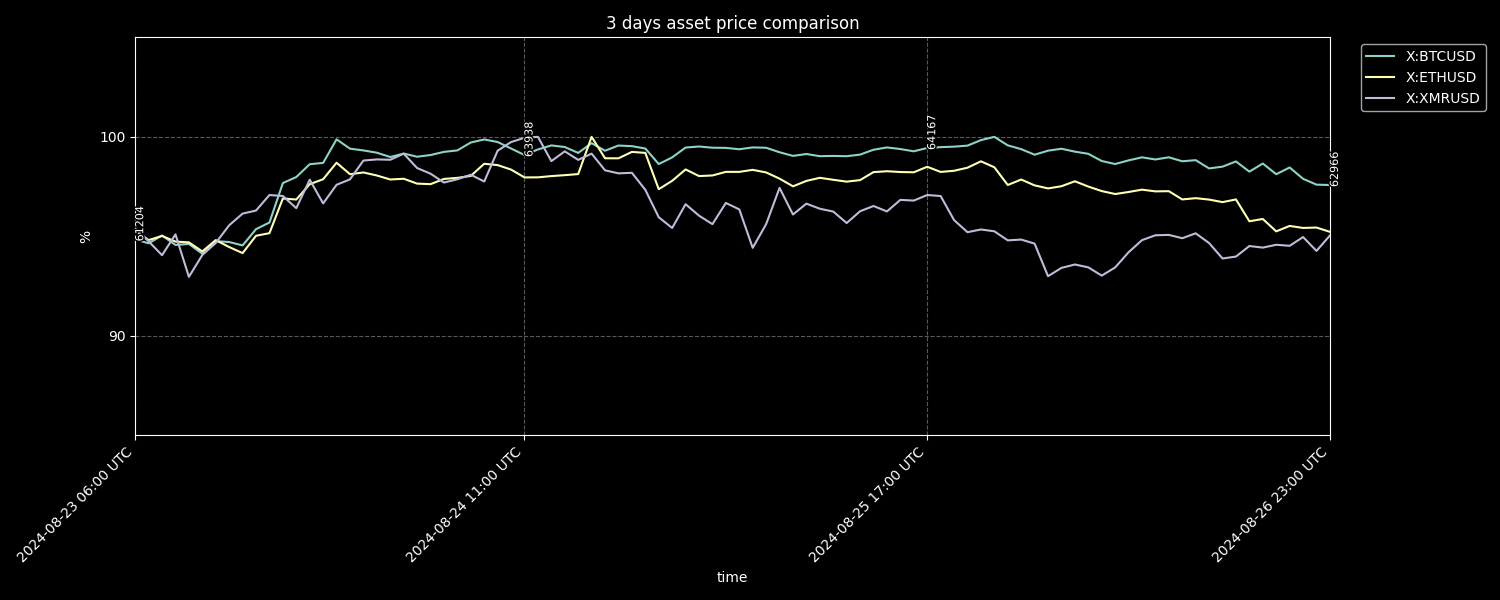 3 days asset price comparison
X:BTCUSD
X:ETHUSD
X:XMRUSD
100
90
%
61204
63938
64167
62966
2024-08-23 06:00 UTC
2024-08-24 11:00 UTC
2024-08-25 17:00 UTC
2024-08-26 23:00 UTC
time